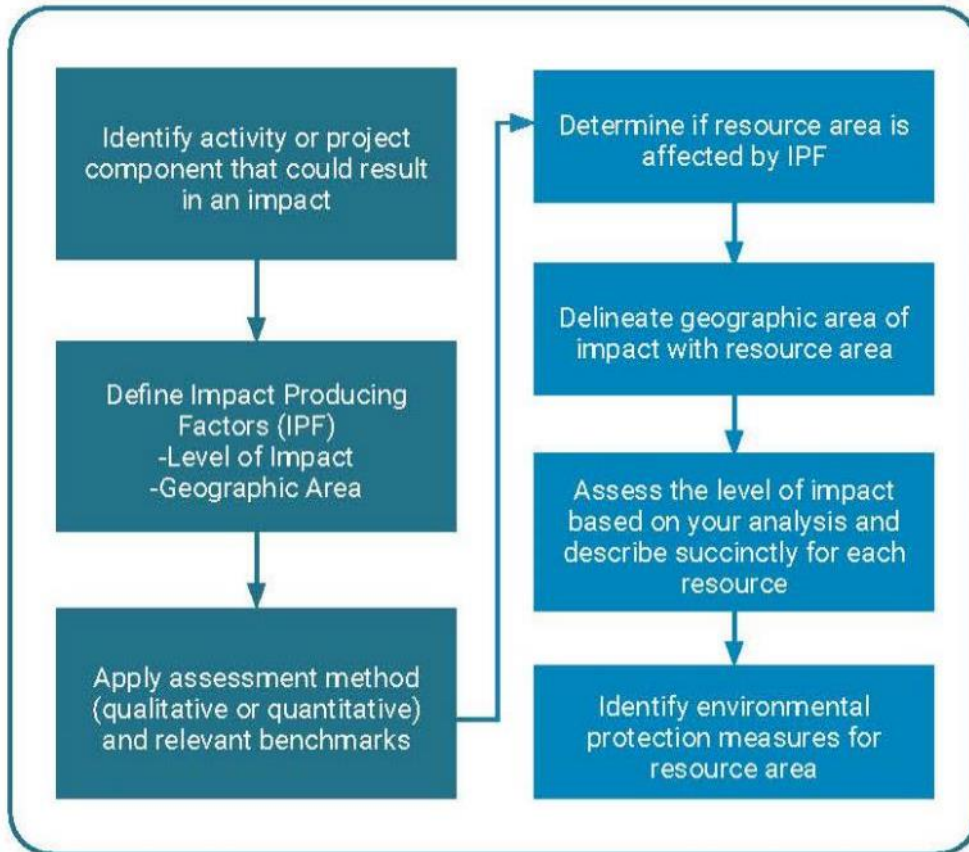 Identify activity or project
component that could result
in an impact
Define Impact Producing
Factors (IPF)
-Level of Impact
-Geographic Area
Apply assessment method
(qualitative or quantitative)
and relevant benchmarks
Determine if resource area is
affected by IPF
Delineate geographic area of
impact with resource area
Assess the level of impact
based on your analysis and
describe succinctly for each
resource
Identify environmental
protection measures for
resource area